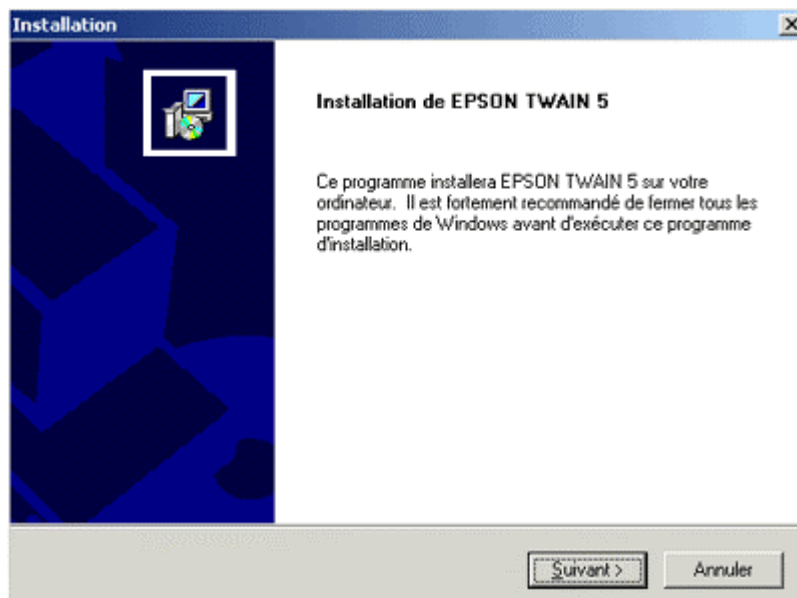 Installation
Installation de EPSON TWAIN 5
Ce programme installera EPSON TWAIN 5 sur votre
ordinateur. Il est fortement recommandé de fermer tous les
programmes de Windows avant d'exécuter ce programme
d'installation.
Suivant >
Annuler